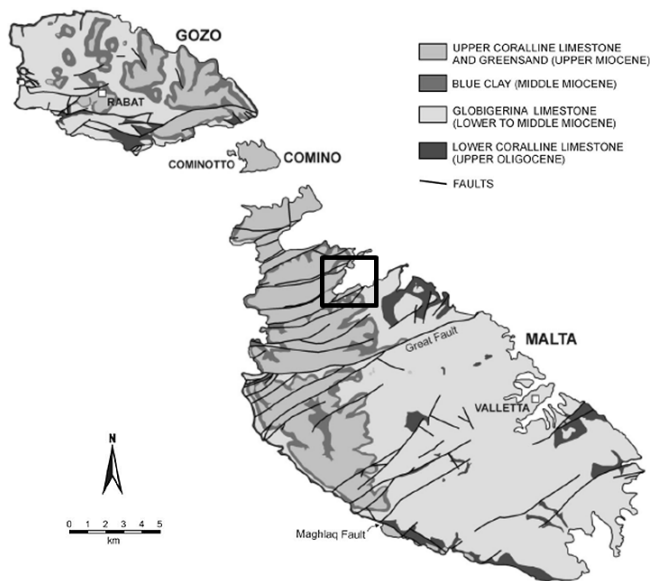 GOZO
RABAT
COMINOTTO
COMINO
UPPER CORALLINE LIMESTONE
AND GREENSAND (UPPER MIOCENE)
BLUE CLAY (MIDDLE MIOCENE)
GLOBIGERINA LIMESTONE
(LOWER TO MIDDLE MIOCENE)
LOWER CORALLINE LIMESTONE
(UPPER OLIGOCENE)
FAULTS
Great Fault
MALTA
VALLETTA
N
0 1 2 3 4 5
km
Maghlaq Fault